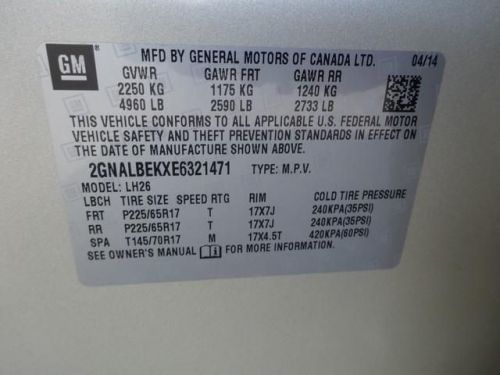 GM
MFD BY GENERAL MOTORS OF CANADA LTD. 04/14
GVWR GAWR FRT GAWR RR
2250 KG 1175 KG 1240 KG
4960 LB 2590 LB 2733 LB
THIS VEHICLE CONFORMS TO ALL APPLICABLE U.S. FEDERAL MOTOR
VEHICLE SAFETY AND THEFT PREVENTION STANDARDS IN EFFECT ON
THE DATE OF MANUFACTURE SHOWN ABOVE.
2GNALBEKXE6321471 TYPE: M.P.V.
MODEL: LH26
LBCH TIRE SIZE SPEED RTG RIM COLD TIRE PRESSURE
FRT P225/65R17 T 17X7J 240KPA(35PSI)
RR P225/65R17 T 17X7J 240KPA(35PSI)
SPA T145/70R17 M 17X4.5T 420KPA(60PSI)
SEE OWNER'S MANUAL FOR MORE INFORMATION.